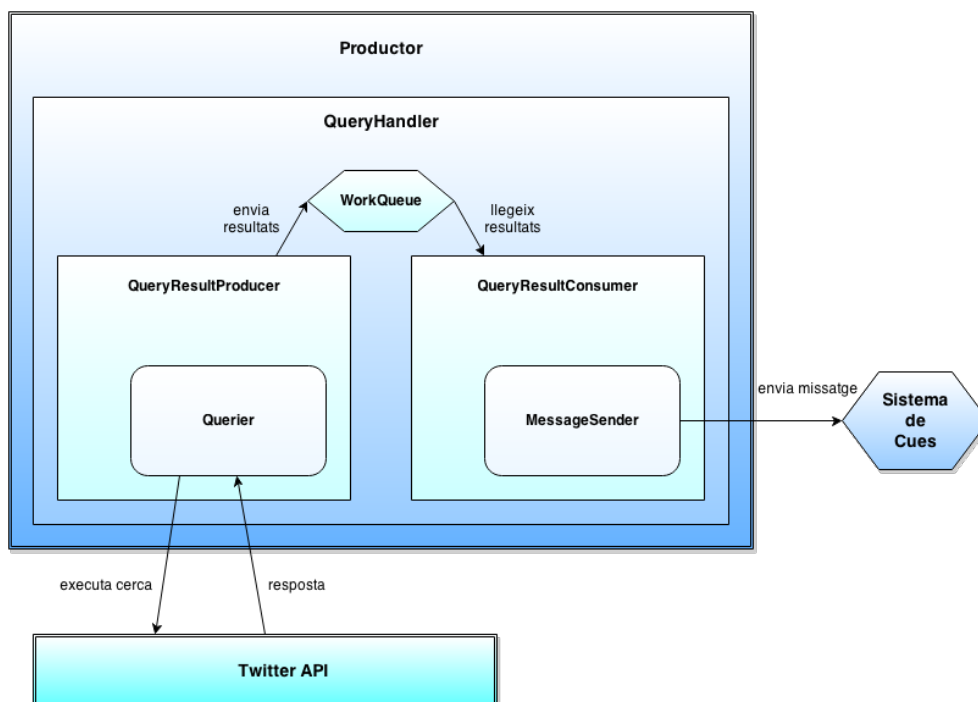 Productor
QueryHandler
WorkQueue
envia
resultats
llegeix
resultats
QueryResultProducer
QueryResultConsumer
Querier
MessageSender
envia missatge
Sistema
de
Cues
executa cerca
resposta
Twitter API